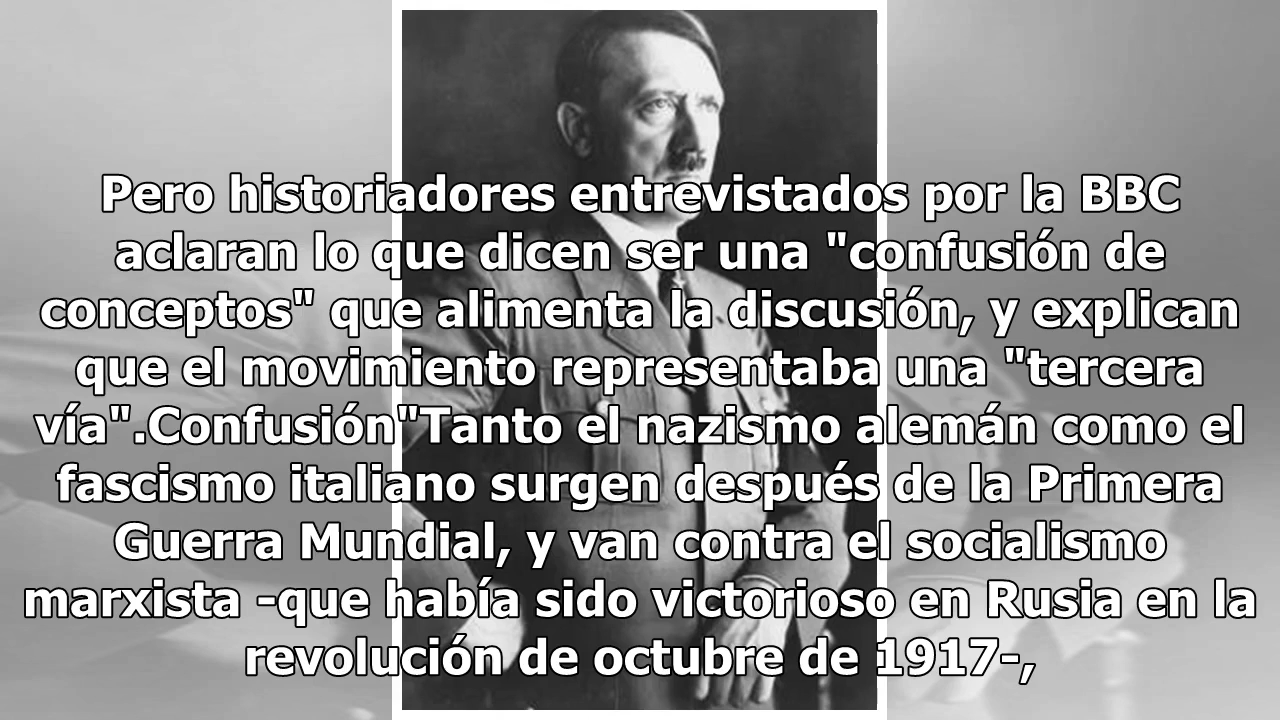 Pero historiadores entrevistados por la BBC
aclaran lo que dicen ser una "confusión de
conceptos" que alimenta la discusión, y explican
que el movimiento representaba una "tercera
vía".Confusión"Tanto el nazismo alemán como el
fascismo italiano surgen después de la Primera
Guerra Mundial, y van contra el socialismo
marxista -que había sido victorioso en Rusia en la
revolución de octubre de 1917-,